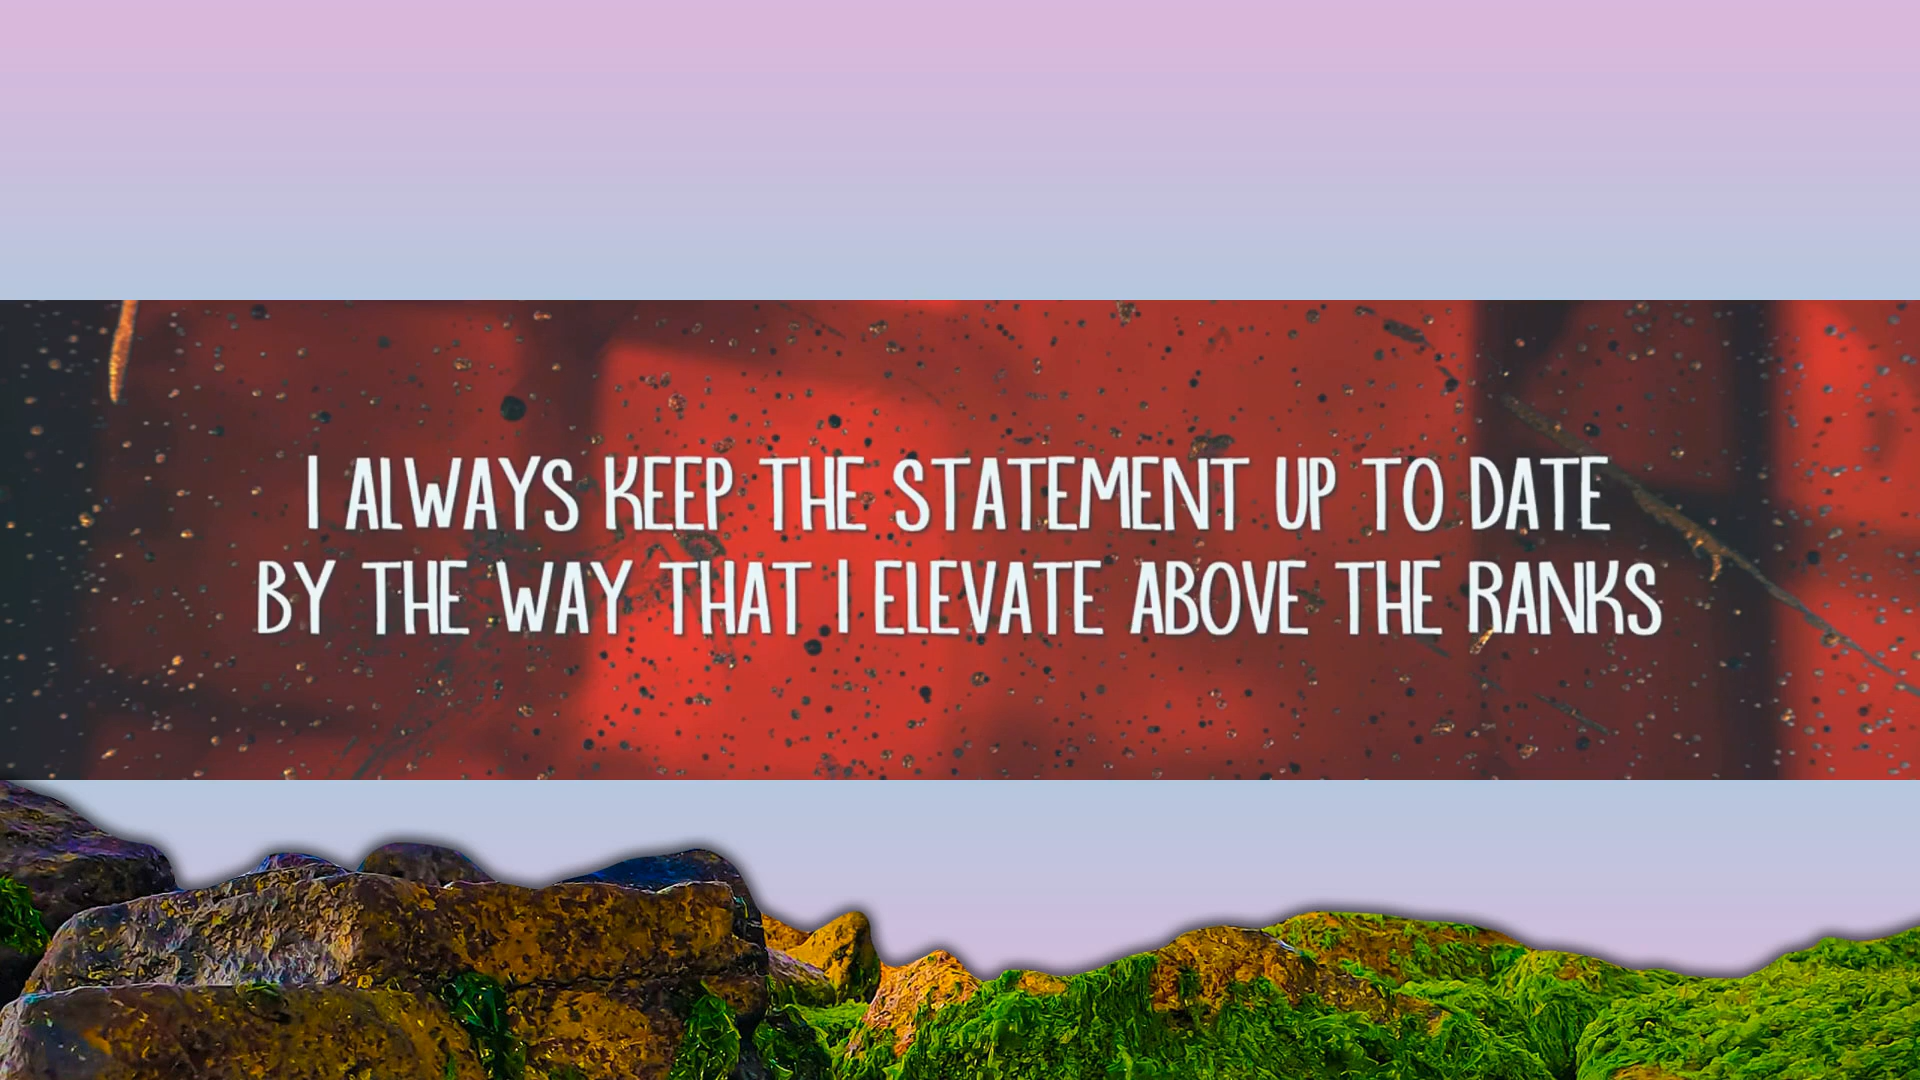 I ALWAYS KEEP THE STATEMENT UP TO DATE
BY THE WAY THAT I ELEVATE ABOVE THE RANKS